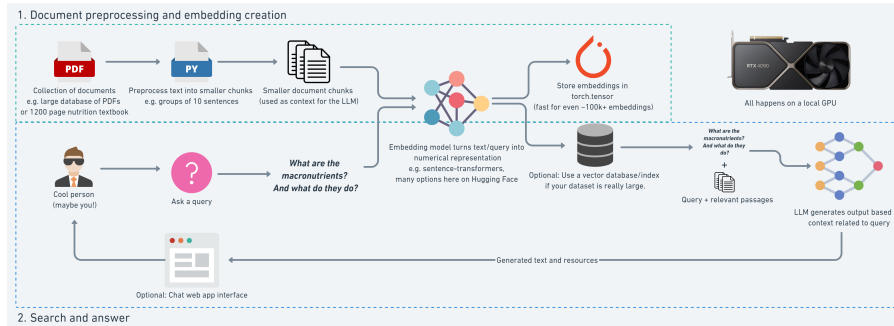 1. Document preprocessing and embedding creation
PDF
Collection of documents
e.g. large database of PDFs
or 1200 page nutrition textbook
PY
Preprocess text into smaller chunks
e.g. groups of 10 sentences
Smaller document chunks
(used as context for the LLM)
Embedding model turns text/query into
numerical representation
e.g. sentence-transformers,
many options here on Hugging Face
Store embeddings in
torch.tensor
(fast for even ~100k+ embeddings)
RTX 4090
All happens on a local GPU
Cool person
(maybe you!)
?
Ask a query
What are the
macronutrients?
And what do they do?
Optional: Use a vector database/index
if your dataset is really large.
What are the
macronutrients?
And what do they
do?
+
Query + relevant passages
LLM generates output based
context related to query
Generated text and resources
Optional: Chat web app interface
2. Search and answer